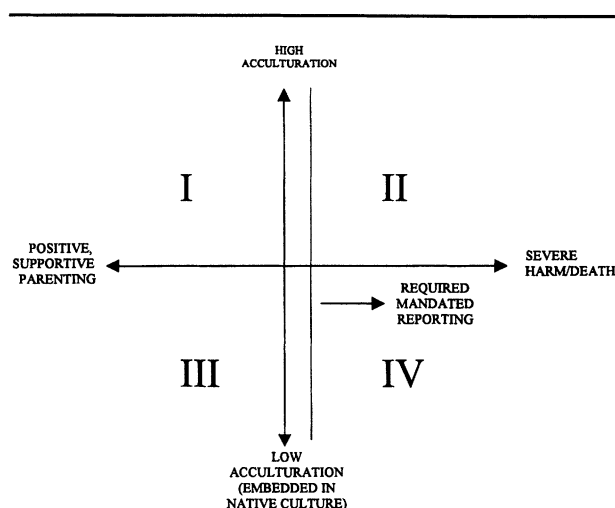 HIGH
ACCULTURATION
I
II
POSITIVE,
SUPPORTIVE
PARENTING
SEVERE
HARM/DEATH
REQUIRED
MANDATED
REPORTING
III
IV
LOW
ACCULTURATION
(EMBEDDED IN
NATIVE CULTURE)